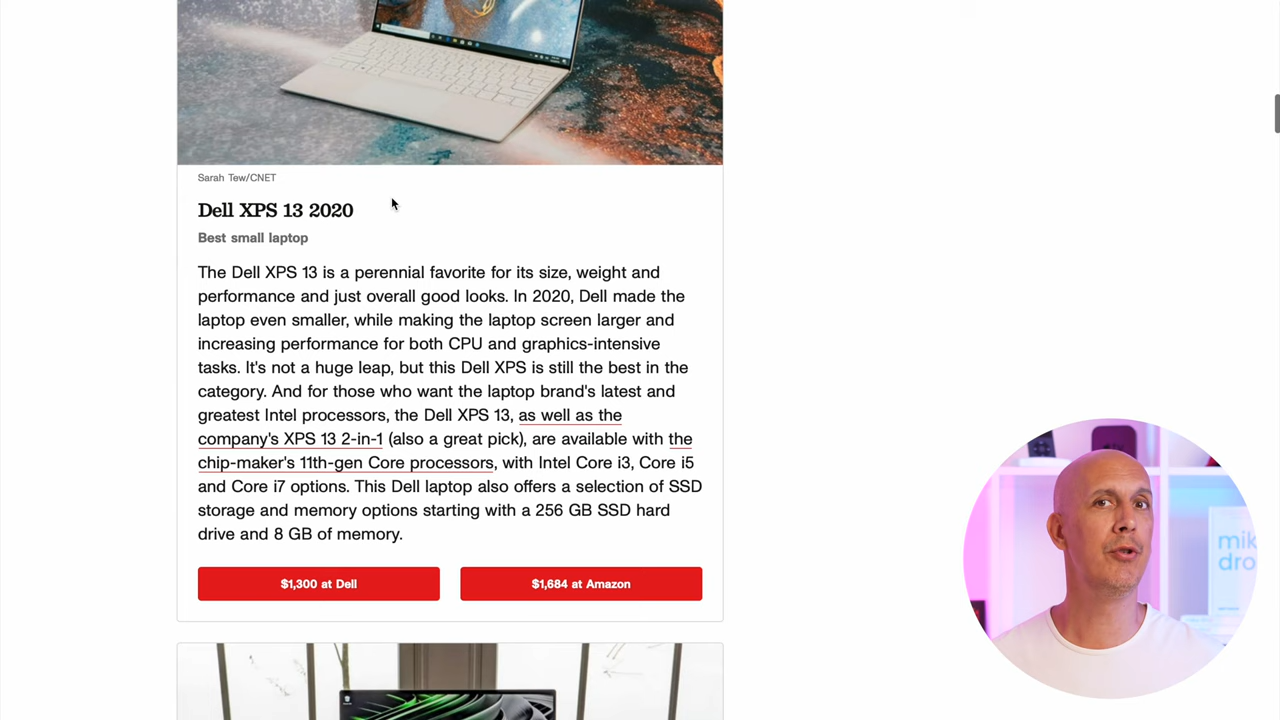 Sarah Tew/CNET
Dell XPS 13 2020
Best small laptop
The Dell XPS 13 is a perennial favorite for its size, weight and
performance and just overall good looks. In 2020, Dell made the
laptop even smaller, while making the laptop screen larger and
increasing performance for both CPU and graphics-intensive
tasks. It's not a huge leap, but this Dell XPS is still the best in the
category. And for those who want the laptop brand's latest and
greatest Intel processors, the Dell XPS 13, as well as the
company's XPS 13 2-in-1 (also a great pick), are available with the
chip-maker's 11th-gen Core processors, with Intel Core i3, Core i5
and Core i7 options. This Dell laptop also offers a selection of SSD
storage and memory options starting with a 256 GB SSD hard
drive and 8 GB of memory.
$1,300 at Dell
$1,684 at Amazon
mik
dro